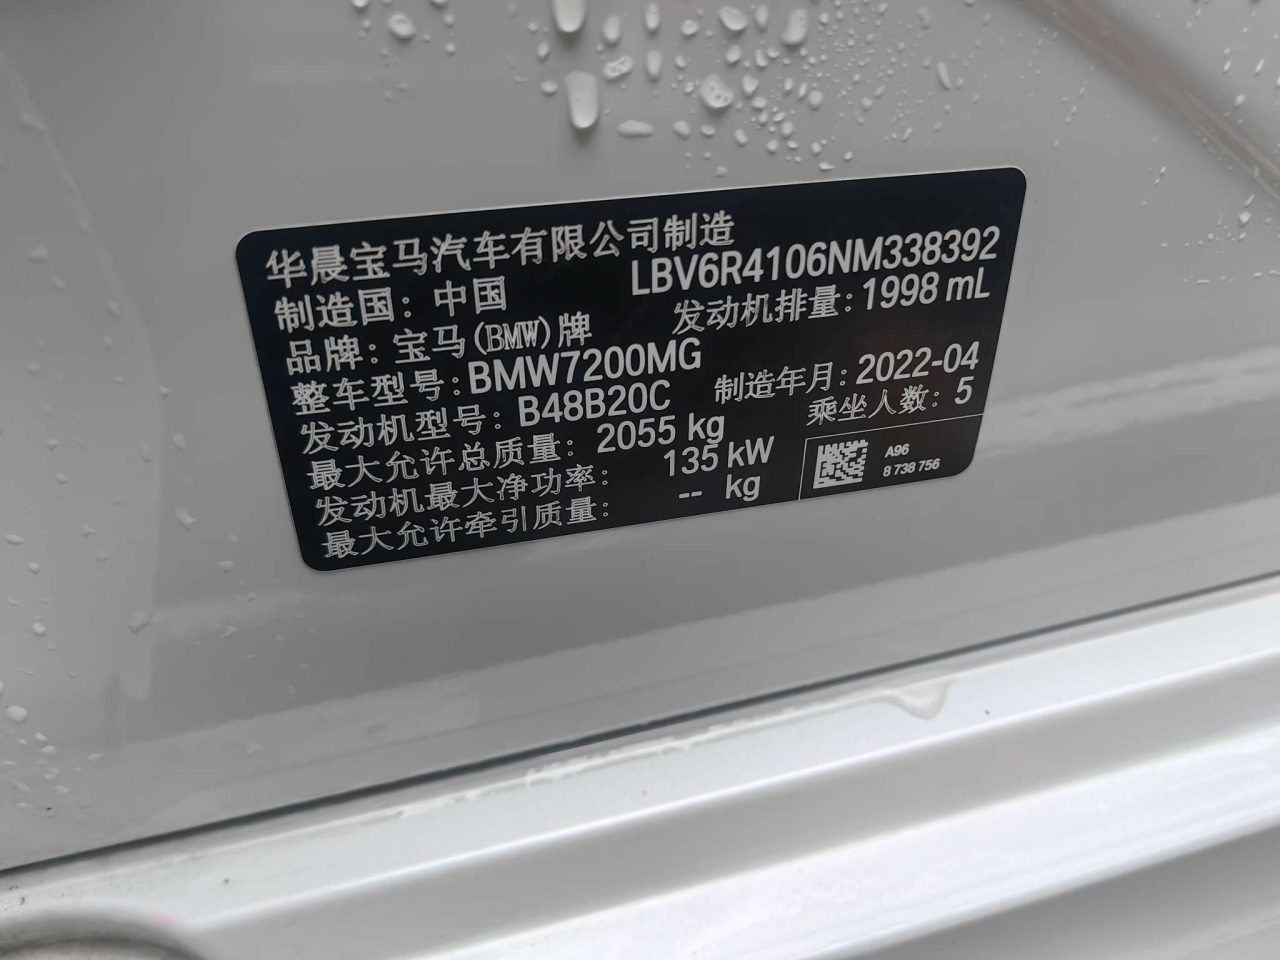 华晨宝马汽车有限公司制造
LBV6R4106NM338392
制造国：中国
发动机排量：1998 mL
品牌：宝马(BMW)牌
整车型号：BMW7200MG
制造年月：2022-04
发动机型号：B48B20C
乘坐人数：5
最大允许总质量：2055 kg
发动机最大净功率：135 kW
最大允许牵引质量：-- kg
A96
8 738 756